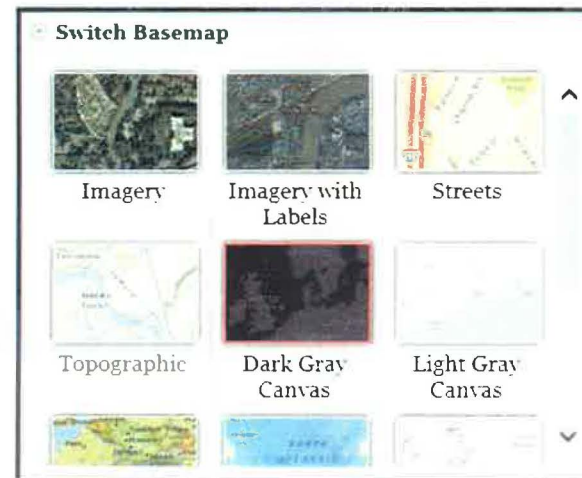 Switch Basemap
Imagery
Imagery with
Labels
Streets
Topographic
Dark Gray
Canvas
Light Gray
Canvas